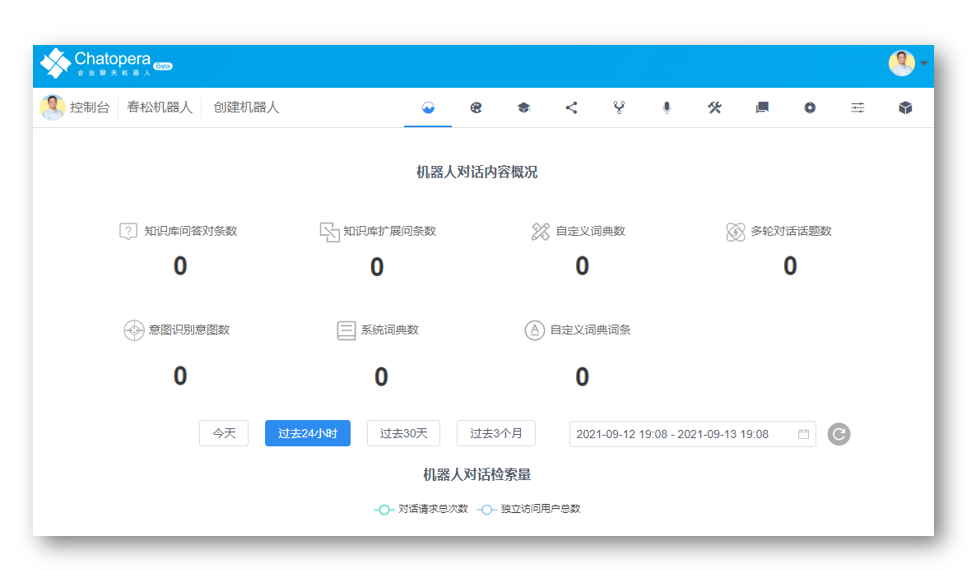 Chatopera Beta
企业聊天机器人
控制台 春松机器人 创建机器人
机器人对话内容概况
知识库问答对条数 知识库扩展问条数 自定义词典数 多轮对话话题数
0 0 0 0
意图识别意图数 系统词典数 自定义词典词条
0 0 0
今天 过去24小时 过去30天 过去3个月 2021-09-12 19:08 - 2021-09-13 19:08
机器人对话检索量
对话请求总次数 独立访问用户总数